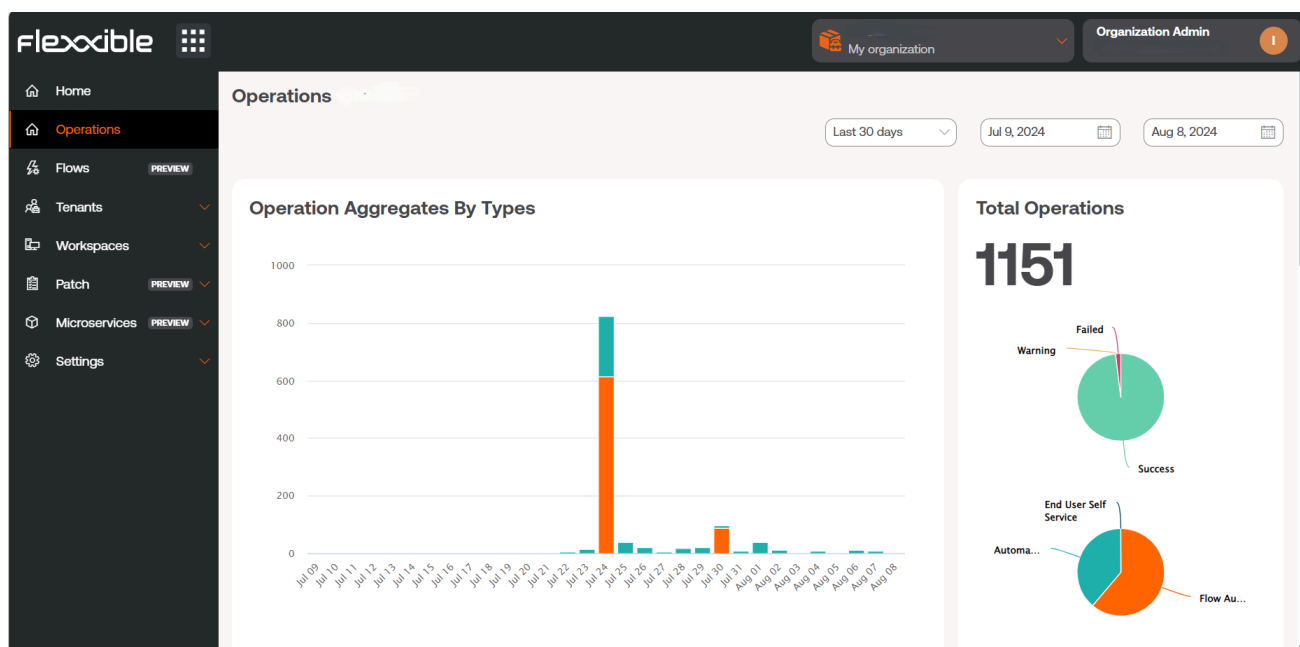 flexxible
My organization
Organization Admin
I
Home
Operations
Flows PREVIEW
Tenants
Workspaces
Patch PREVIEW
Microservices PREVIEW
Settings
Operations
Last 30 days
Jul 9, 2024
Aug 8, 2024
Operation Aggregates By Types
1000
800
600
400
200
0
Jul 09
Jul 10
Jul 11
Jul 12
Jul 13
Jul 14
Jul 15
Jul 16
Jul 17
Jul 18
Jul 19
Jul 20
Jul 21
Jul 22
Jul 23
Jul 24
Jul 25
Jul 26
Jul 27
Jul 28
Jul 29
Jul 30
Jul 31
Aug 01
Aug 02
Aug 03
Aug 04
Aug 05
Aug 06
Aug 07
Aug 08
Total Operations
1151
Failed
Warning
Success
End User Self
Service
Automa...
Flow Au...